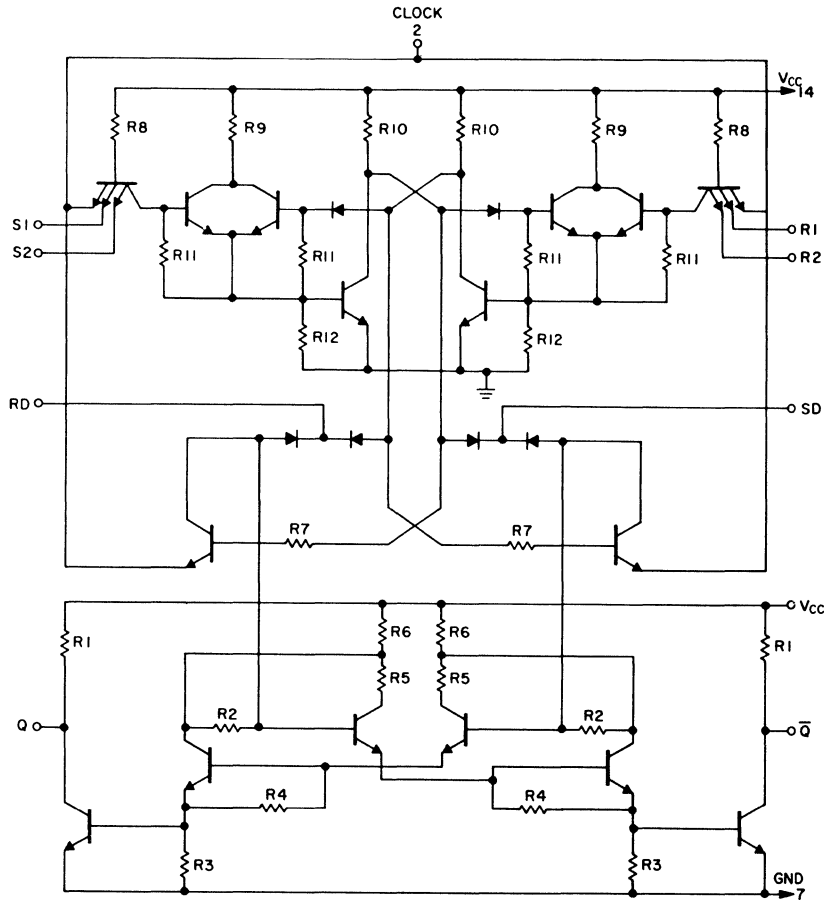 CLOCK
2
VCC
14
R8
R9
R10
R10
R9
R8
S1
S2
R11
R11
R11
R11
R1
R2
R12
R12
RD
SD
R7
R7
VCC
R1
R6
R6
R1
R5
R5
Q
R2
R2
Q̅
R4
R4
R3
R3
GND
7